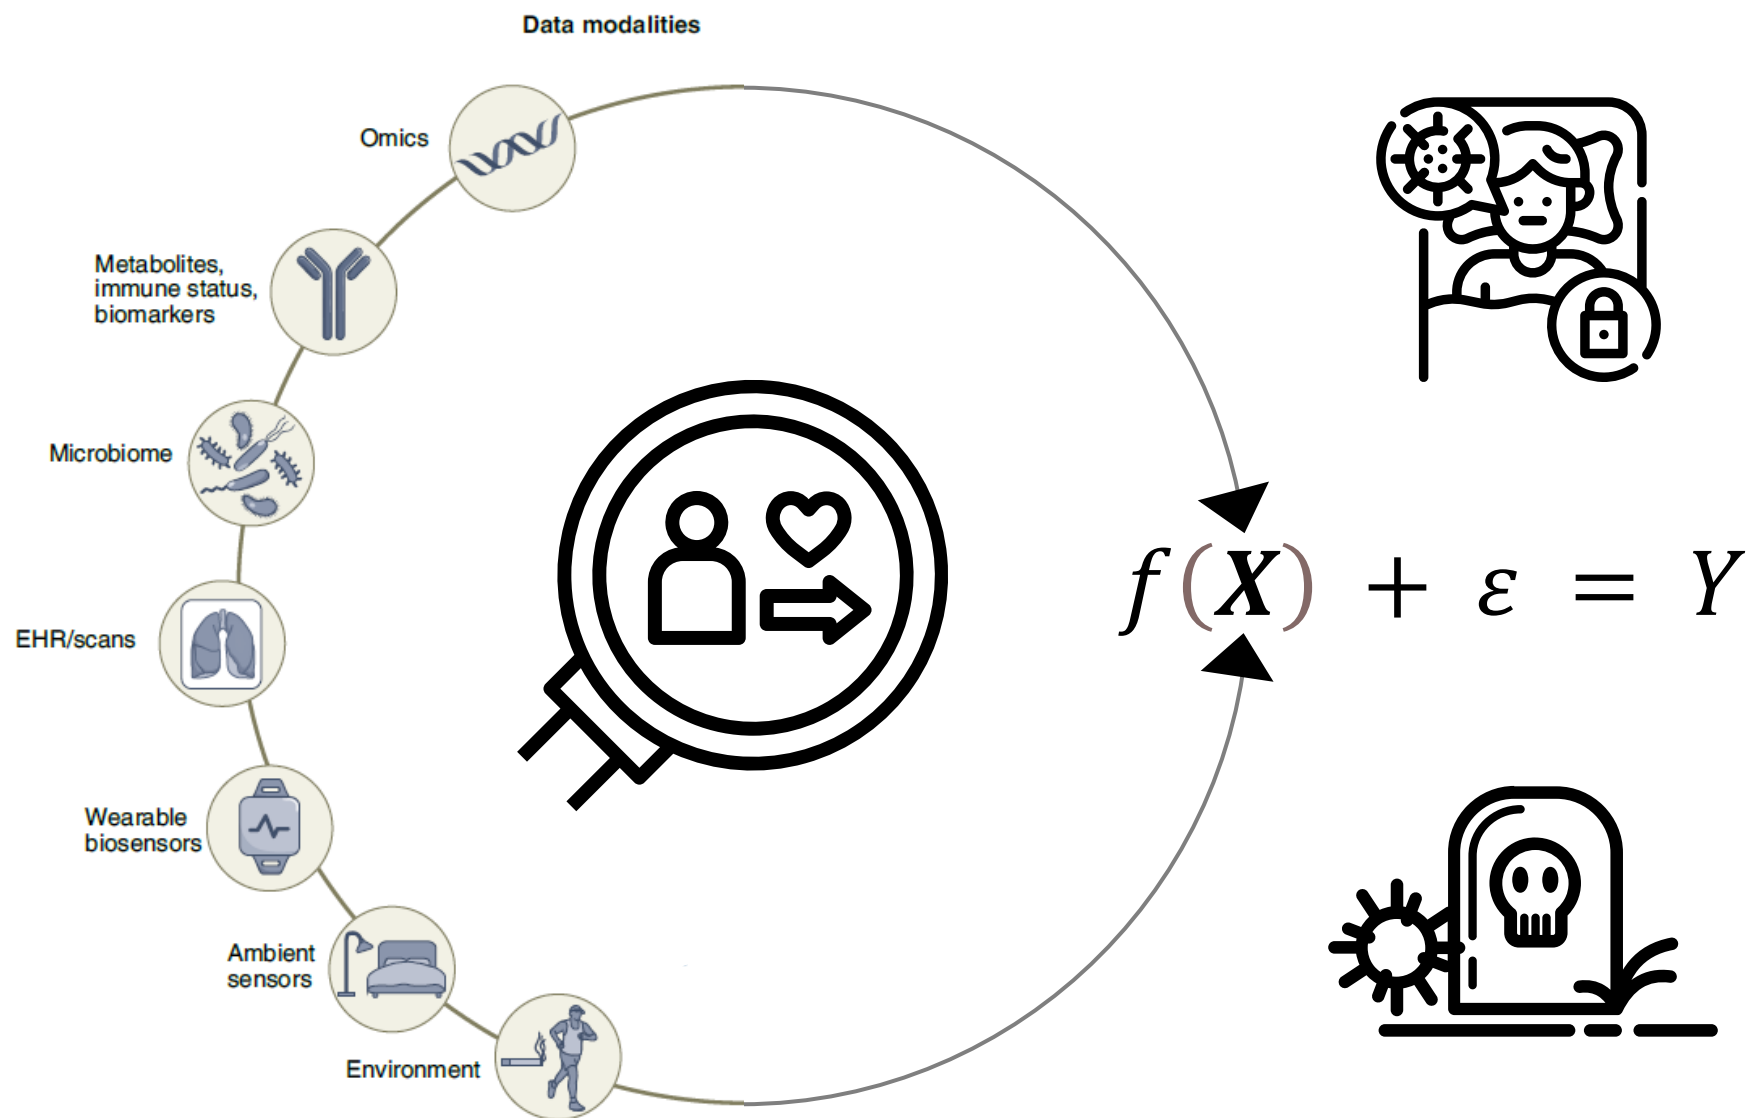 Data modalities
Omics
Metabolites,
immune status,
biomarkers
Microbiome
EHR/scans
Wearable
biosensors
Ambient
sensors
Environment
f(X) + ε = Y